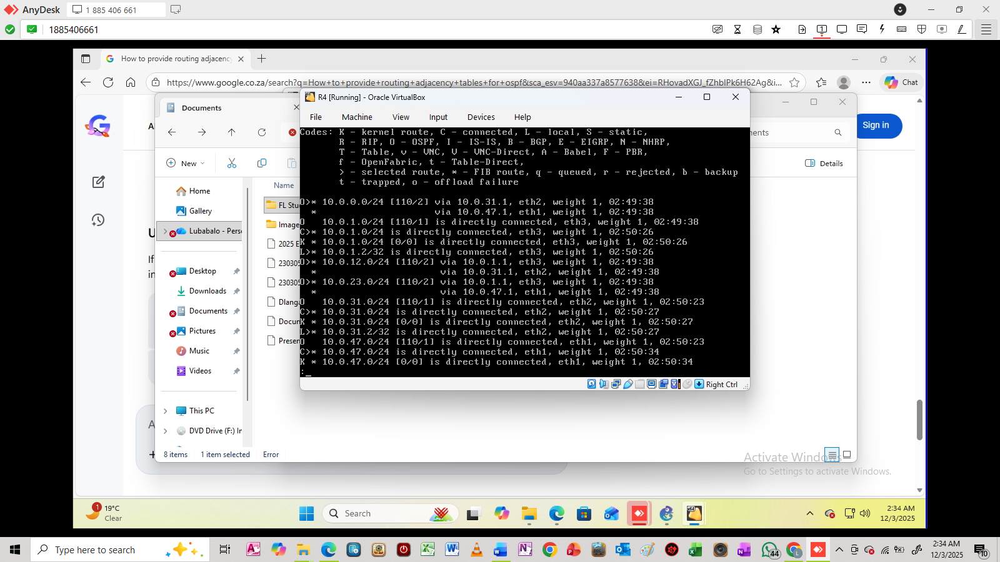 AnyDesk
1 885 406 661
1885406661
How to provide routing adjacency
https://www.google.co.za/search?q=How+to+provide+routing+adjacency+tables+for+ospf&sca_esv=940aa337a8577638&ei=RHovadXGJ_fZhbIPk6H62Ag&i...
Chat
Documents
R4 [Running] - Oracle VirtualBox
File Machine View Input Devices Help
Sign in
New
Details
Name
Home
Gallery
Lubabalo - Pers
Desktop
Downloads
Documents
Pictures
Music
Videos
This PC
DVD Drive (F:) In
FL Stu
Image
2025 E
23030
23030
Dlang
Docu
Preser
Codes: K - kernel route, C - connected, L - local, S - static,
R - RIP, O - OSPF, I - IS-IS, B - BGP, E - EIGRP, N - NHRP,
T - Table, v - VNC, V - VNC-Direct, A - Babel, F - PBR,
f - OpenFabric, t - Table-Direct,
> - selected route, * - FIB route, q - queued, r - rejected, b - backup
t - trapped, o - offload failure
O>* 10.0.0.0/24 [110/2] via 10.0.31.1, eth2, weight 1, 02:49:38
* via 10.0.47.1, eth1, weight 1, 02:49:38
O 10.0.1.0/24 [110/1] is directly connected, eth3, weight 1, 02:49:38
C>* 10.0.1.0/24 is directly connected, eth3, weight 1, 02:50:26
K * 10.0.1.0/24 [0/0] is directly connected, eth3, weight 1, 02:50:26
L>* 10.0.1.2/32 is directly connected, eth3, weight 1, 02:50:26
O>* 10.0.12.0/24 [110/2] via 10.0.1.1, eth3, weight 1, 02:49:38
* via 10.0.31.1, eth2, weight 1, 02:49:38
O>* 10.0.23.0/24 [110/2] via 10.0.1.1, eth3, weight 1, 02:49:38
* via 10.0.47.1, eth1, weight 1, 02:49:38
O 10.0.31.0/24 [110/1] is directly connected, eth2, weight 1, 02:50:23
C>* 10.0.31.0/24 is directly connected, eth2, weight 1, 02:50:27
K * 10.0.31.0/24 [0/0] is directly connected, eth2, weight 1, 02:50:27
L>* 10.0.31.2/32 is directly connected, eth2, weight 1, 02:50:27
O 10.0.47.0/24 [110/1] is directly connected, eth1, weight 1, 02:50:23
C>* 10.0.47.0/24 is directly connected, eth1, weight 1, 02:50:34
K * 10.0.47.0/24 [0/0] is directly connected, eth1, weight 1, 02:50:34
:_
Right Ctrl
8 items 1 item selected Error
Activate Windows
Go to Settings to activate Windows.
1
19°C
Clear
Search
2:34 AM
12/3/2025
Type here to search
44
2:34 AM
12/3/2025
10